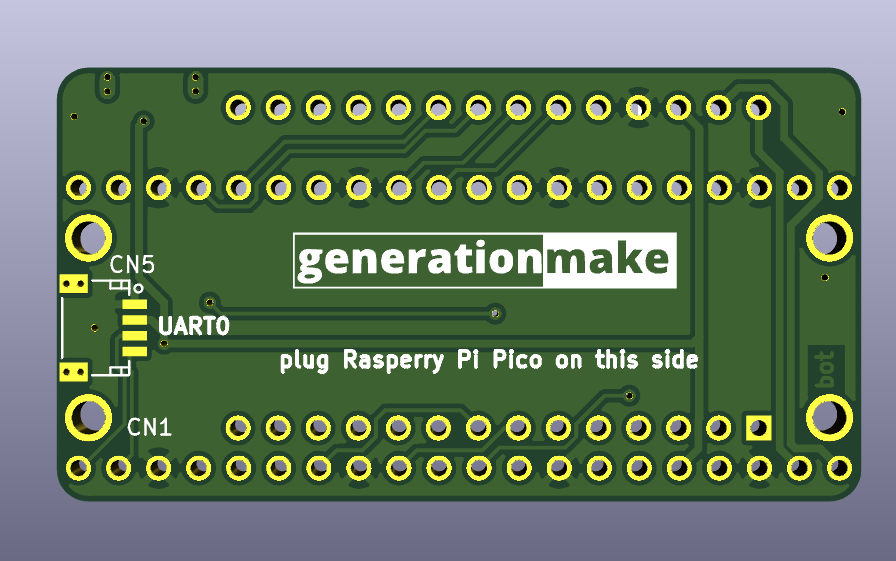 generationmake
CN5
UART0
plug Rasperry Pi Pico on this side
bot
CN1